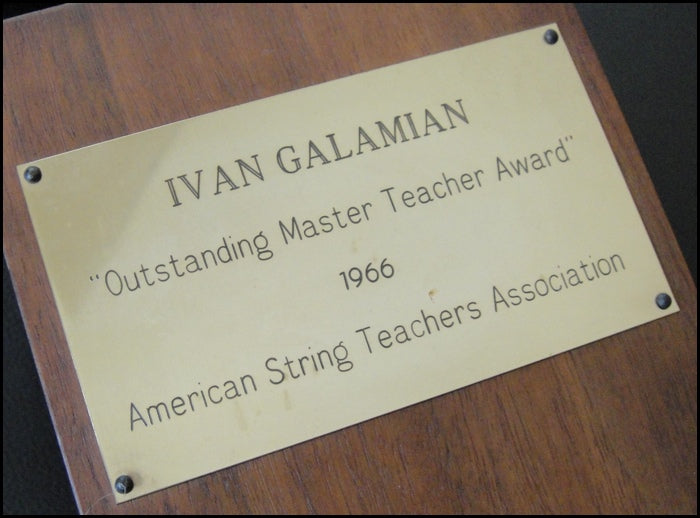 IVAN GALAMIAN
"Outstanding Master Teacher Award"
1966
American String Teachers Association